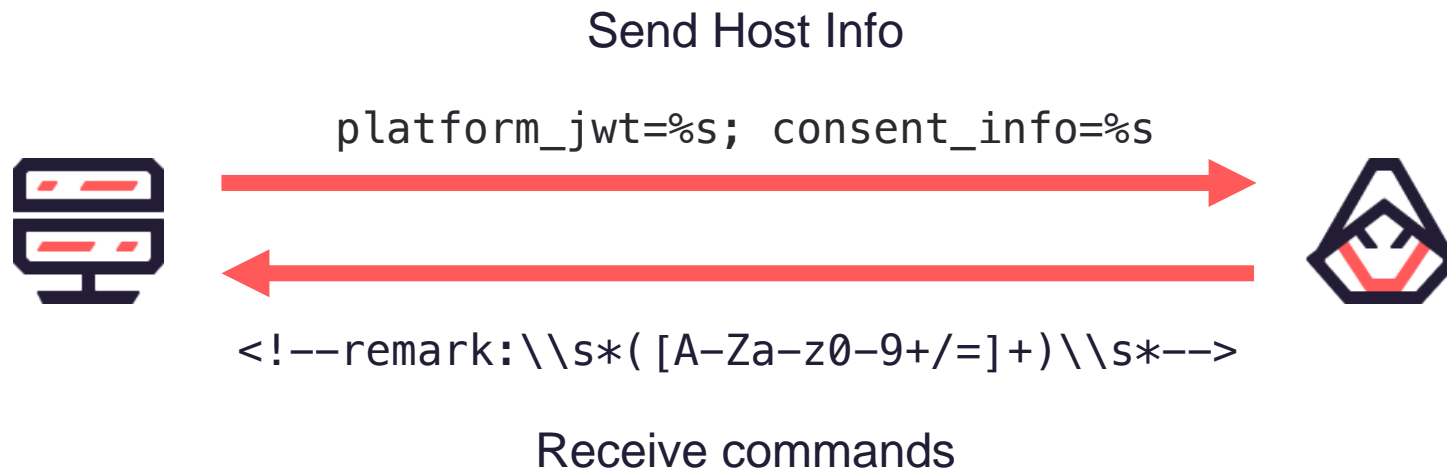 Send Host Info
platform_jwt=%s; consent_info=%s
<!--remark:\\s*([A-Za-z0-9+/=]+)\\s*-->
Receive commands